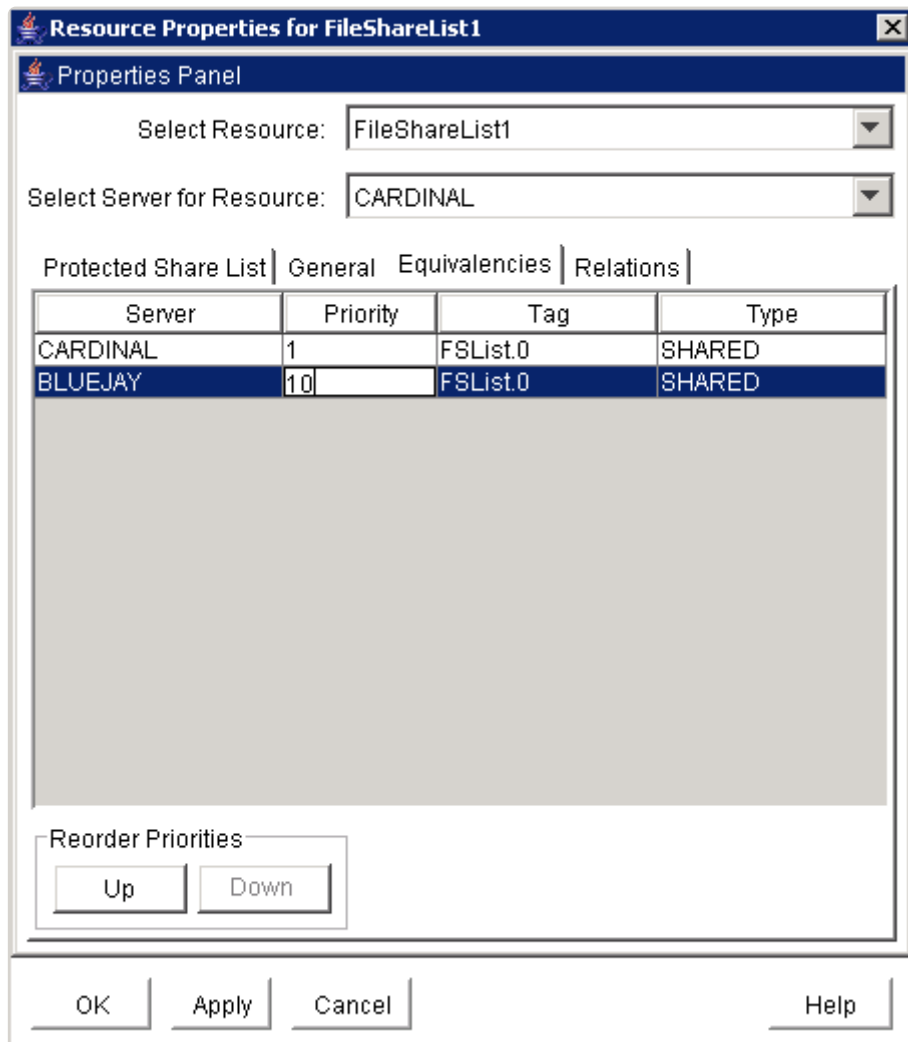 Resource Properties for FileShareList1
Properties Panel
Select Resource: FileShareList1
Select Server for Resource: CARDINAL
Protected Share List General Equivalencies Relations
Server Priority Tag Type
CARDINAL 1 FSList.0 SHARED
BLUEJAY 10 FSList.0 SHARED
Reorder Priorities
Up Down
OK Apply Cancel Help